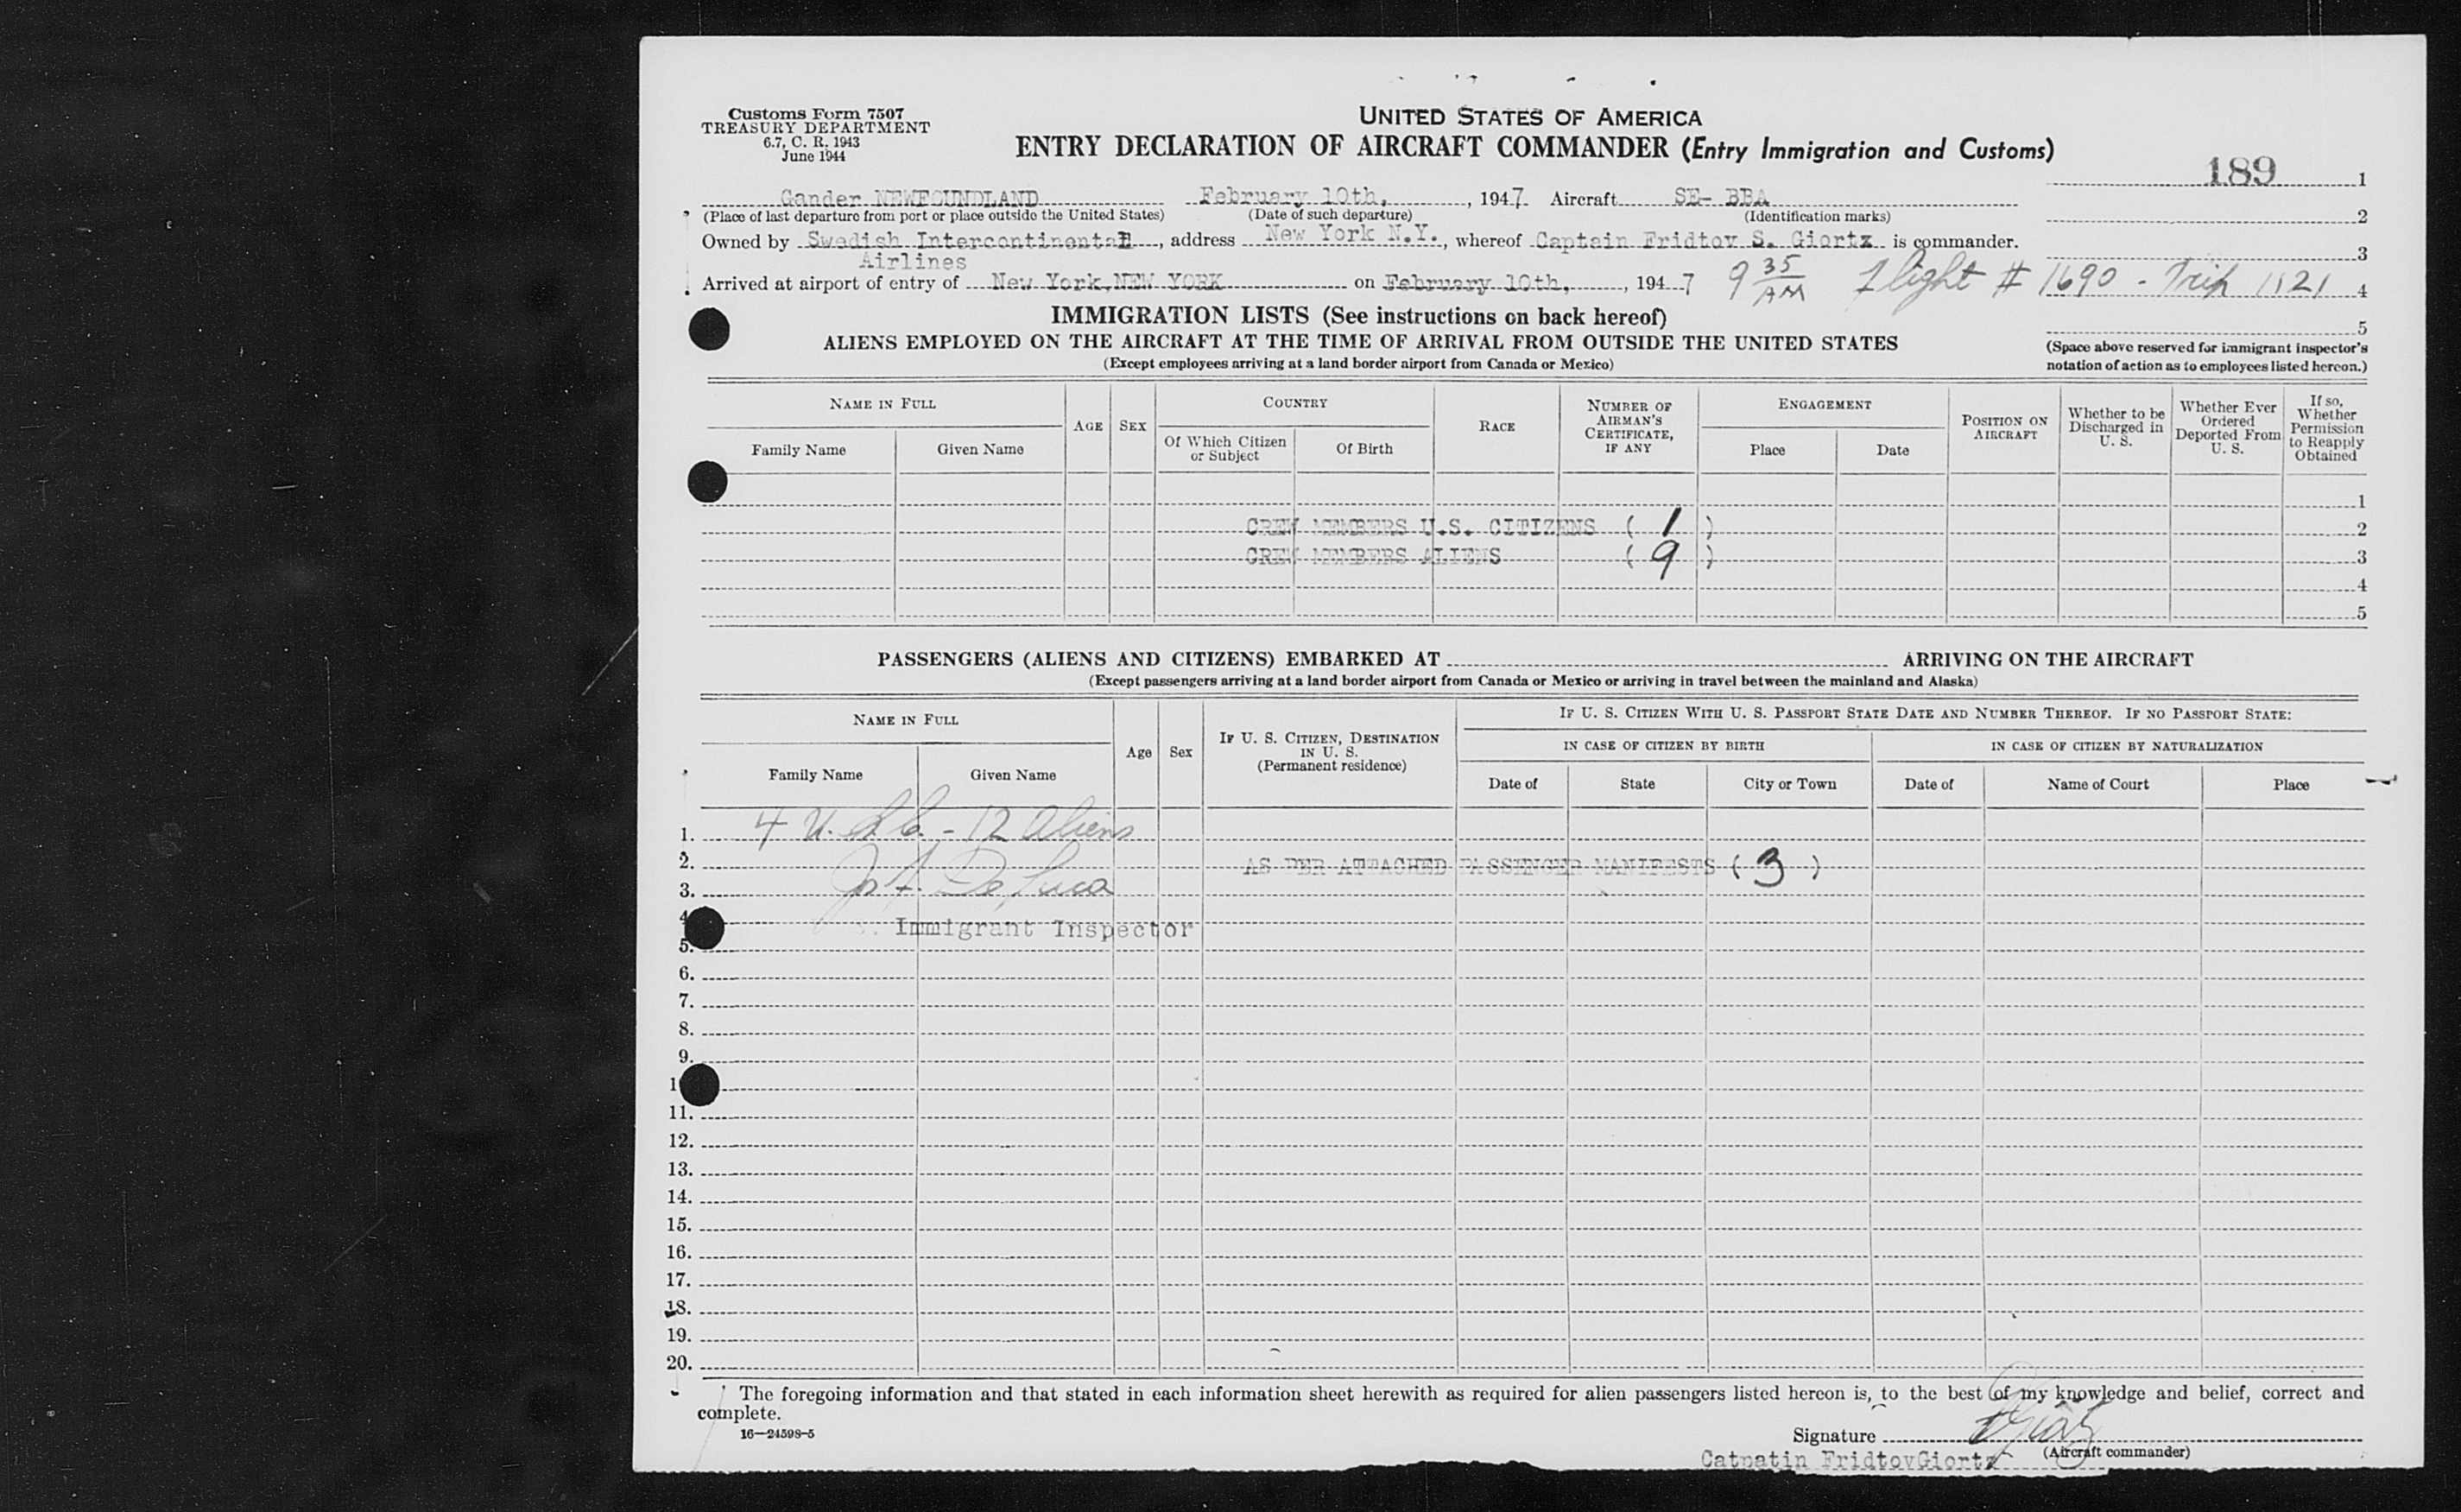 Customs Form 7507
TREASURY DEPARTMENT
6.7, C. R. 1943
June 1944
UNITED STATES OF AMERICA
ENTRY DECLARATION OF AIRCRAFT COMMANDER (Entry Immigration and Customs)
189 1
Gander NEWFOUNDLAND February 10th, , 1947 Aircraft SE- BBA
(Place of last departure from port or place outside the United States) (Date of such departure) (Identification marks) 2
Owned by Swedish Intercontinental , address New York N.Y. , whereof Captain Fridtov S. Giortz is commander.
Airlines 3
Arrived at airport of entry of New York, NEW YORK on February 10th, , 1947 9 35 AM Flight # 1690 - Trip 1121 4
IMMIGRATION LISTS (See instructions on back hereof) 5
ALIENS EMPLOYED ON THE AIRCRAFT AT THE TIME OF ARRIVAL FROM OUTSIDE THE UNITED STATES
(Except employees arriving at a land border airport from Canada or Mexico)
(Space above reserved for immigrant inspector's
notation of action as to employees listed hereon.)
NAME IN FULL
Family Name Given Name
AGE SEX
COUNTRY
Of Which Citizen or Subject Of Birth
RACE
NUMBER OF AIRMAN'S CERTIFICATE, IF ANY
ENGAGEMENT
Place Date
POSITION ON AIRCRAFT
Whether to be Discharged in U. S.
Whether Ever Ordered Deported From U. S.
If so, Whether Permission to Reapply Obtained
1
CREW MEMBERS U.S. CITIZENS ( 1 ) 2
CREW MEMBERS ALIENS ( 9 ) 3
4
5
PASSENGERS (ALIENS AND CITIZENS) EMBARKED AT ARRIVING ON THE AIRCRAFT
(Except passengers arriving at a land border airport from Canada or Mexico or arriving in travel between the mainland and Alaska)
NAME IN FULL
Family Name Given Name
Age Sex
IF U. S. CITIZEN, DESTINATION IN U. S.
(Permanent residence)
IF U. S. CITIZEN WITH U. S. PASSPORT STATE DATE AND NUMBER THEREOF. IF NO PASSPORT STATE:
IN CASE OF CITIZEN BY BIRTH IN CASE OF CITIZEN BY NATURALIZATION
Date of State City or Town Date of Name of Court Place
1. 4 U.S.C. - 12 aliens
2. AS PER ATTACHED PASSENGER MANIFESTS ( 3 )
3. De Luca
4. Immigrant Inspector
5.
6.
7.
8.
9.
1
11.
12.
13.
14.
15.
16.
17.
18.
19.
20.
The foregoing information and that stated in each information sheet herewith as required for alien passengers listed hereon is, to the best of my knowledge and belief, correct and
complete.
16—24598-5
Signature Giortz
(Aircraft commander)
Catpatin FridtovGiortz